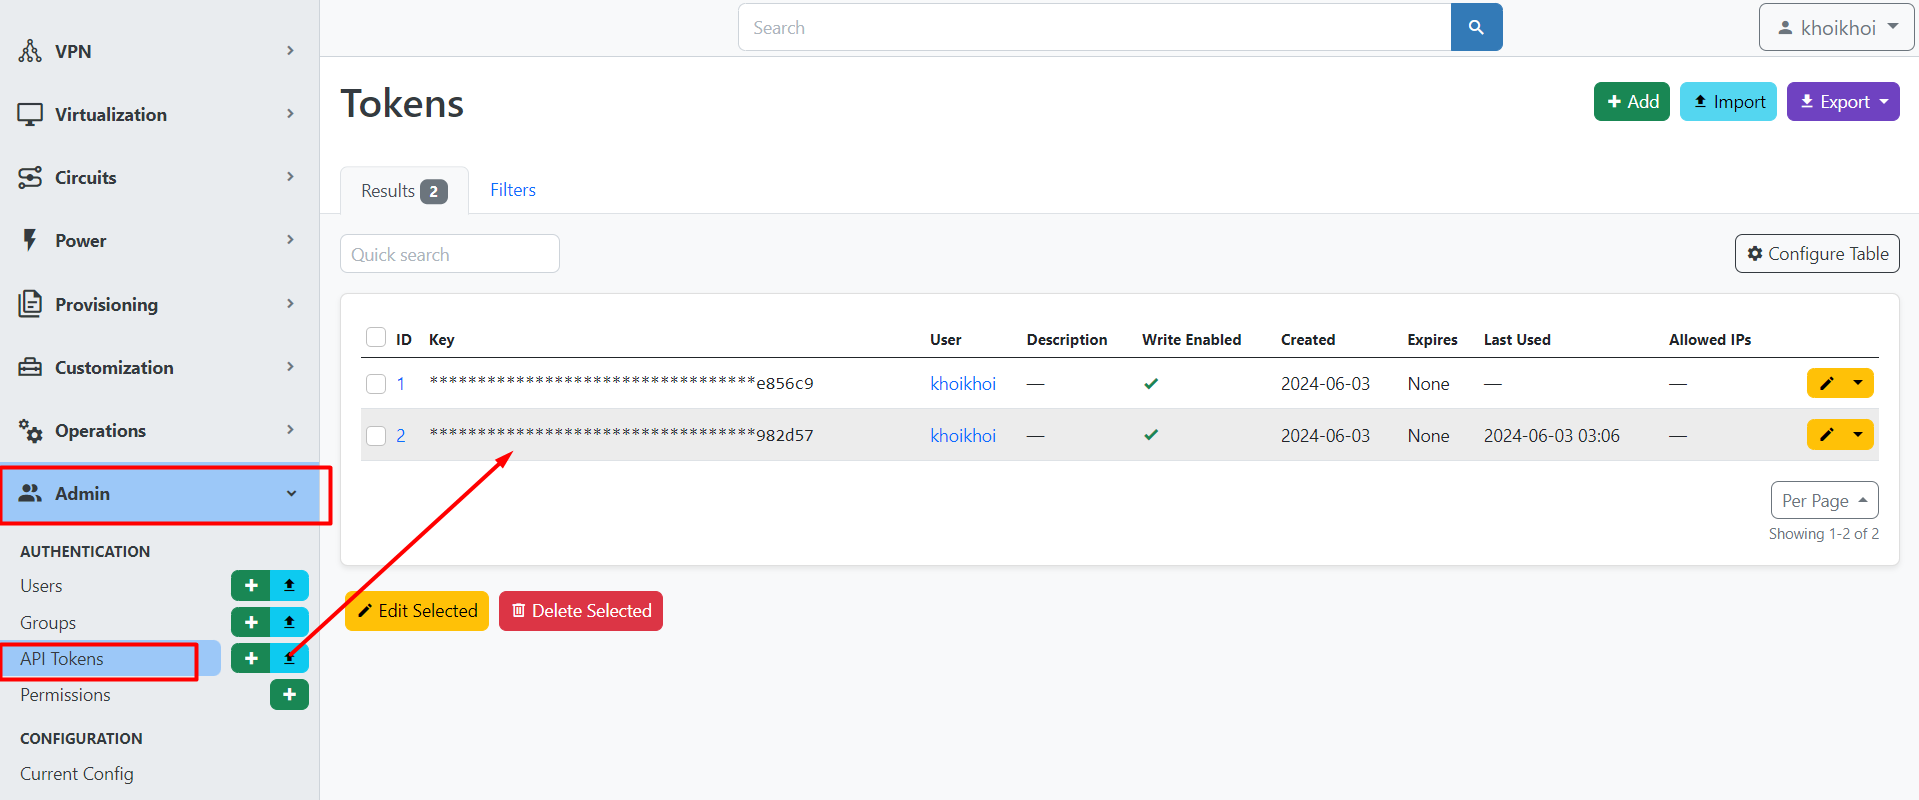 VPN
Virtualization
Circuits
Power
Provisioning
Customization
Operations
Admin
AUTHENTICATION
Users
Groups
API Tokens
Permissions
CONFIGURATION
Current Config
Search
khoikhoi
Tokens
Add
Import
Export
Results 2
Filters
Quick search
Configure Table
ID Key User Description Write Enabled Created Expires Last Used Allowed IPs
1 **********************************e856c9 khoikhoi — 2024-06-03 None — —
2 **********************************982d57 khoikhoi — 2024-06-03 None 2024-06-03 03:06 —
Per Page
Showing 1-2 of 2
Edit Selected
Delete Selected